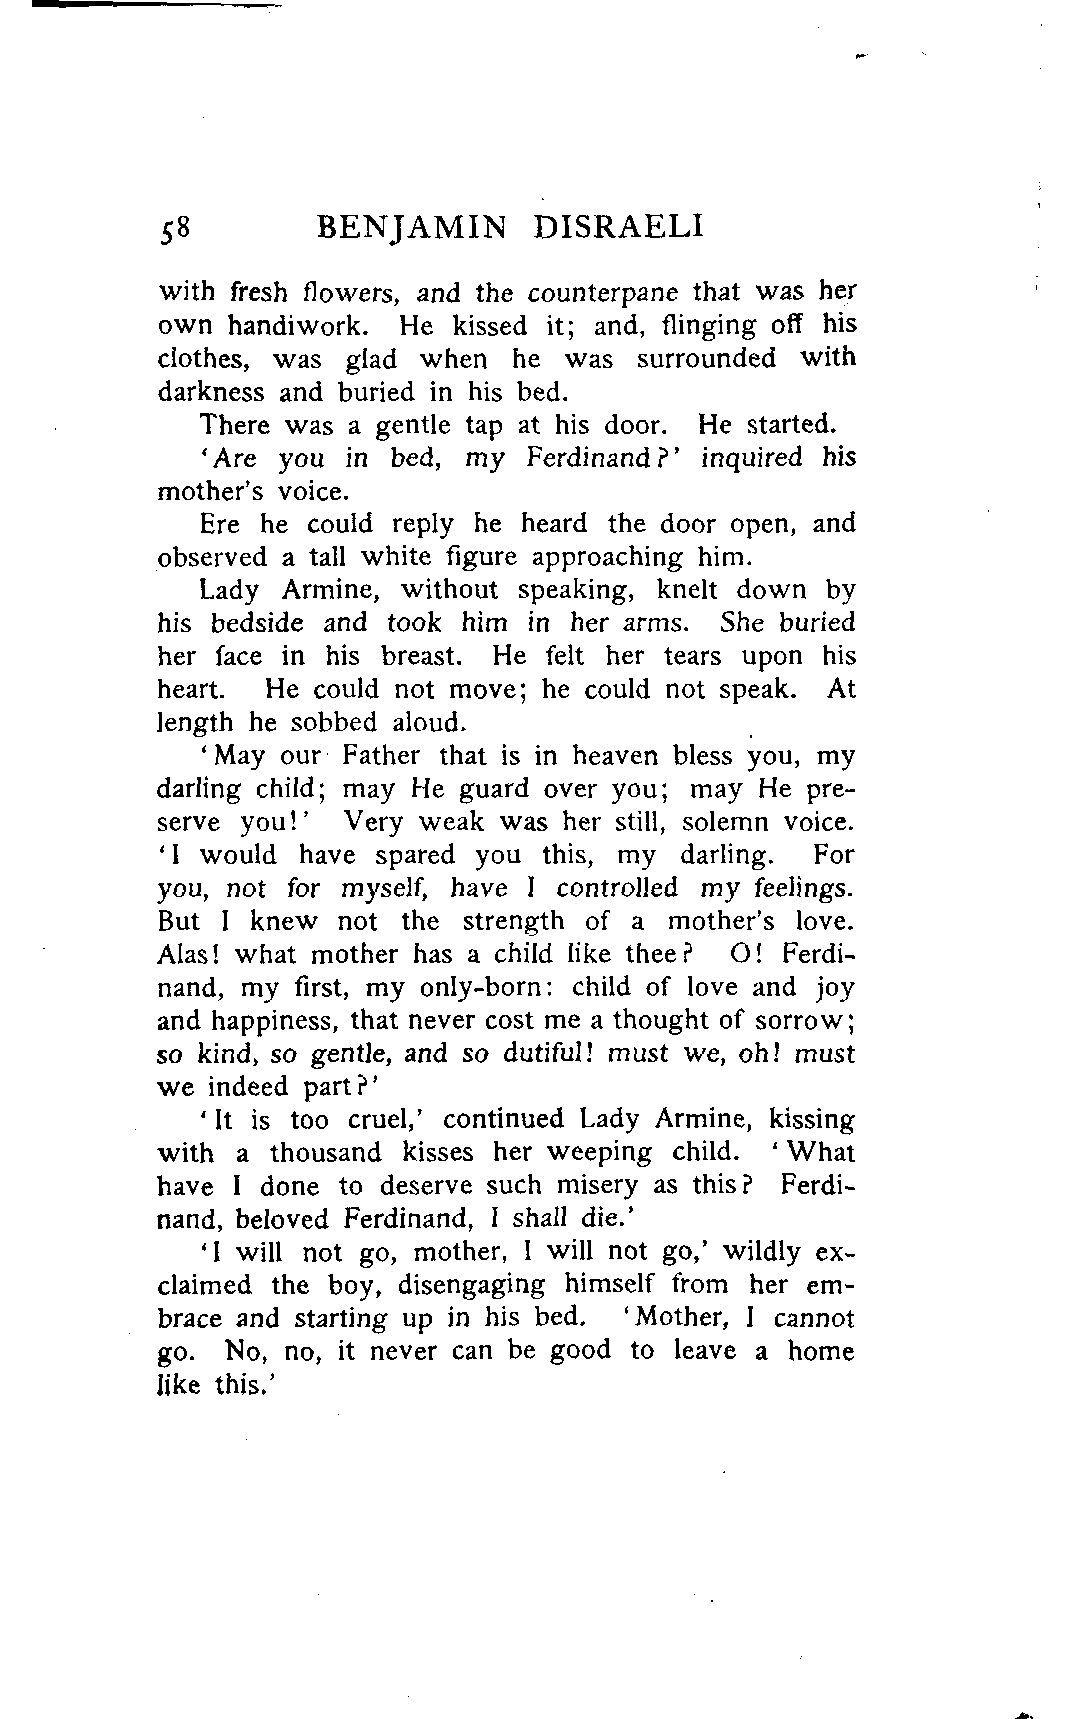 58 BENJAMIN DISRAELI
with fresh flowers, and the counterpane that was her
own handiwork. He kissed it; and, flinging off his
clothes, was glad when he was surrounded with
darkness and buried in his bed.
There was a gentle tap at his door. He started.
‘Are you in bed, my Ferdinand?’ inquired his
mother’s voice.
Ere he could reply he heard the door open, and
observed a tall white figure approaching him.
Lady Armine, without speaking, knelt down by
his bedside and took him in her arms. She buried
her face in his breast. He felt her tears upon his
heart. He could not move; he could not speak. At
length he sobbed aloud.
‘May our Father that is in heaven bless you, my
darling child; may He guard over you; may He pre-
serve you!’ Very weak was her still, solemn voice.
‘I would have spared you this, my darling. For
you, not for myself, have I controlled my feelings.
But I knew not the strength of a mother’s love.
Alas! what mother has a child like thee? O! Ferdi-
nand, my first, my only-born: child of love and joy
and happiness, that never cost me a thought of sorrow;
so kind, so gentle, and so dutiful! must we, oh! must
we indeed part?’
‘It is too cruel,’ continued Lady Armine, kissing
with a thousand kisses her weeping child. ‘What
have I done to deserve such misery as this? Ferdi-
nand, beloved Ferdinand, I shall die.’
‘I will not go, mother, I will not go,’ wildly ex-
claimed the boy, disengaging himself from her em-
brace and starting up in his bed. ‘Mother, I cannot
go. No, no, it never can be good to leave a home
like this.’